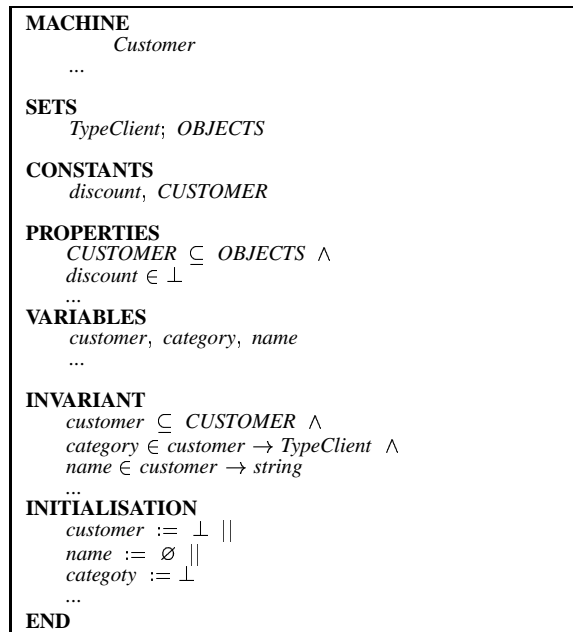 MACHINE
Customer
...
SETS
TypeClient; OBJECTS
CONSTANTS
discount, CUSTOMER
PROPERTIES
CUSTOMER ⊆ OBJECTS ∧
discount ∈ ⊥
...
VARIABLES
customer, category, name
...
INVARIANT
customer ⊆ CUSTOMER ∧
category ∈ customer → TypeClient ∧
name ∈ customer → string
...
INITIALISATION
customer := ⊥ ||
name := ∅ ||
categoty := ⊥
...
END